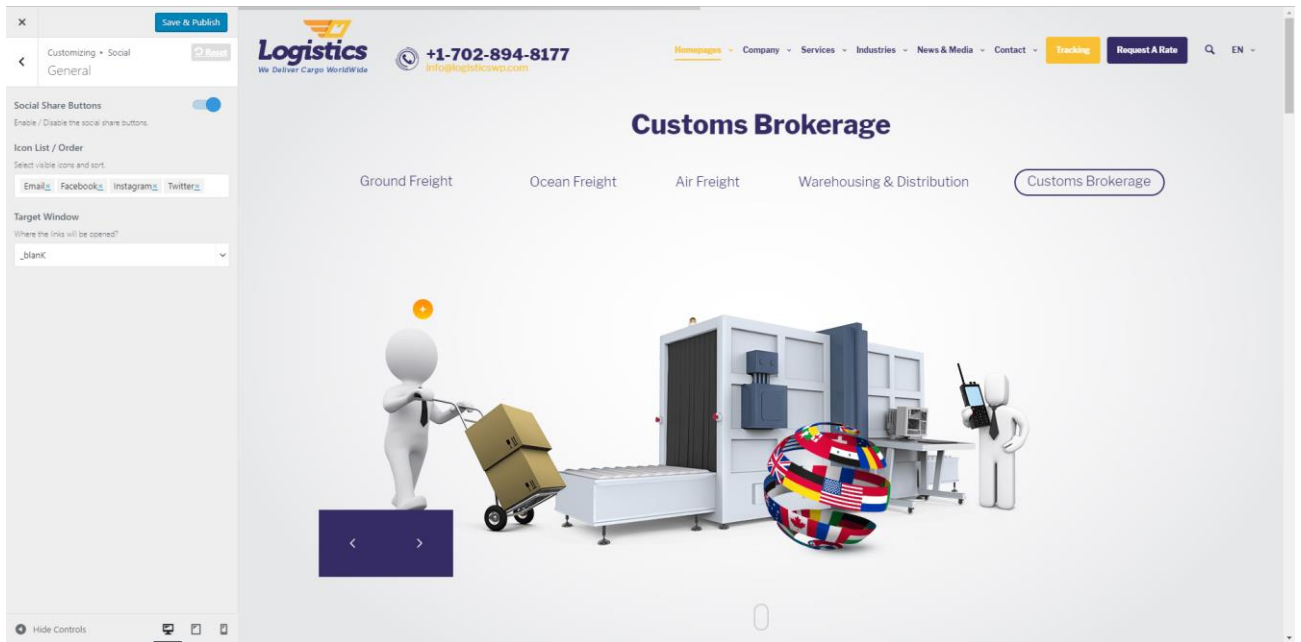 Save & Publish
Customizing • Social
Reset
General
Social Share Buttons
Enable / Disable the social share buttons.
Icon List / Order
Select visible icons and sort.
Email× Facebook× Instagram× Twitter×
Target Window
Where the links will be opened?
_blank
Hide Controls
Logistics
We Deliver Cargo WorldWide
+1-702-894-8177
info@logisticswp.com
Homepages Company Services Industries News & Media Contact Tracking Request A Rate EN
Customs Brokerage
Ground Freight Ocean Freight Air Freight Warehousing & Distribution Customs Brokerage